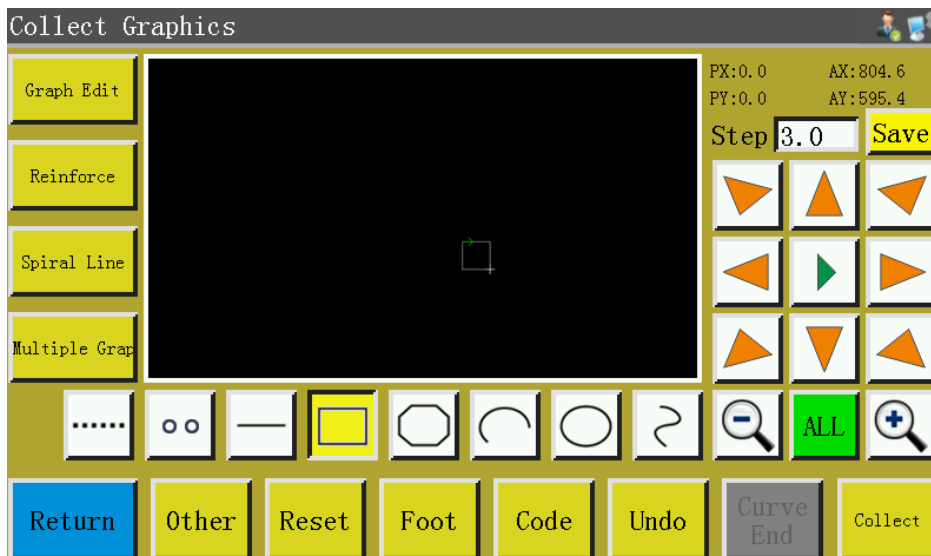 Collect Graphics
Graph Edit
PX:0.0 AX:804.6
PY:0.0 AY:595.4
Step 3.0 Save
Reinforce
Spiral Line
Multiple Grap
ALL
Return Other Reset Foot Code Undo Curve End Collect